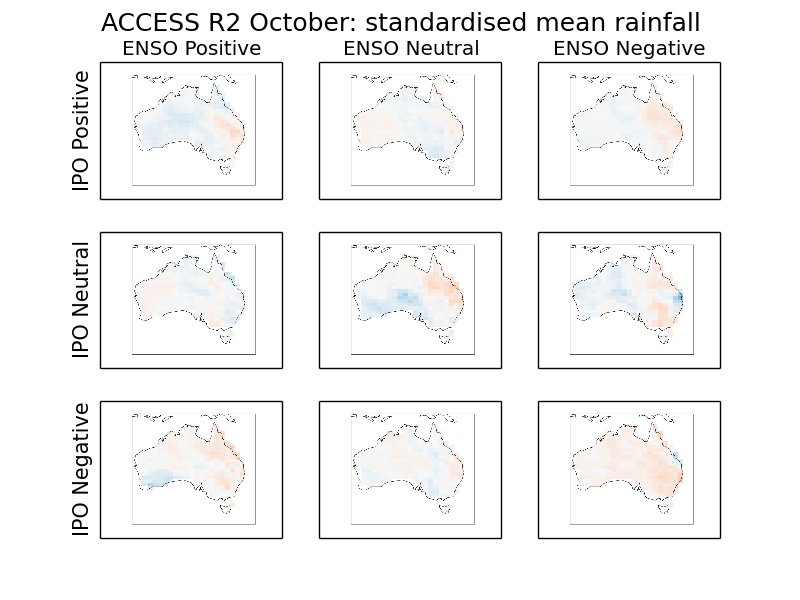 ACCESS R2 October: standardised mean rainfall
ENSO Positive
ENSO Neutral
ENSO Negative
IPO Positive
IPO Neutral
IPO Negative